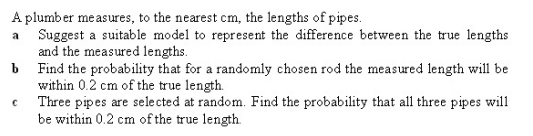 A plumber measures, to the nearest cm, the lengths of pipes.
a Suggest a suitable model to represent the difference between the true lengths
and the measured lengths.
b Find the probability that for a randomly chosen rod the measured length will be
within 0.2 cm of the true length.
c Three pipes are selected at random. Find the probability that all three pipes will
be within 0.2 cm of the true length.